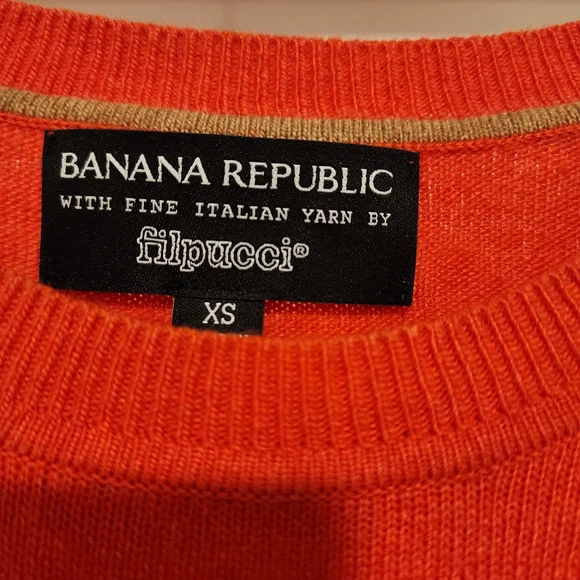 BANANA REPUBLIC
WITH FINE ITALIAN YARN BY
filpucci®
XS